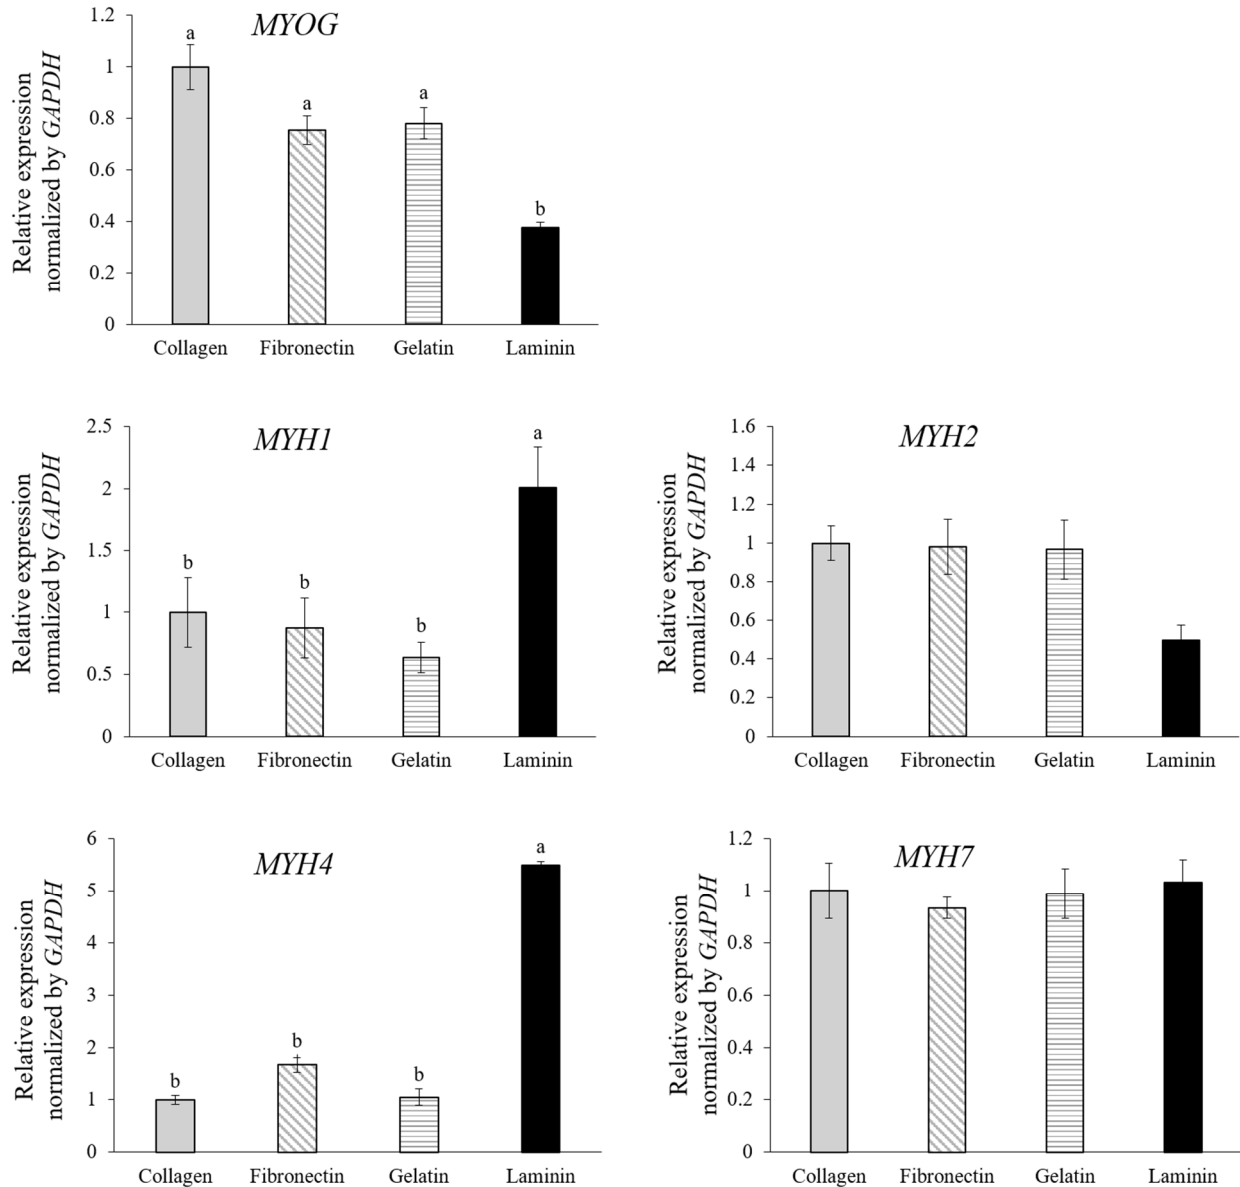 MYOG
Relative expression
normalized by GAPDH
1.2
1
0.8
0.6
0.4
0.2
0
a
a
a
b
Collagen
Fibronectin
Gelatin
Laminin
MYH1
Relative expression
normalized by GAPDH
2.5
2
1.5
1
0.5
0
b
b
b
a
Collagen
Fibronectin
Gelatin
Laminin
MYH2
Relative expression
normalized by GAPDH
1.6
1.4
1.2
1
0.8
0.6
0.4
0.2
0
Collagen
Fibronectin
Gelatin
Laminin
MYH4
Relative expression
normalized by GAPDH
6
5
4
3
2
1
0
b
b
b
a
Collagen
Fibronectin
Gelatin
Laminin
MYH7
Relative expression
normalized by GAPDH
1.2
1
0.8
0.6
0.4
0.2
0
Collagen
Fibronectin
Gelatin
Laminin